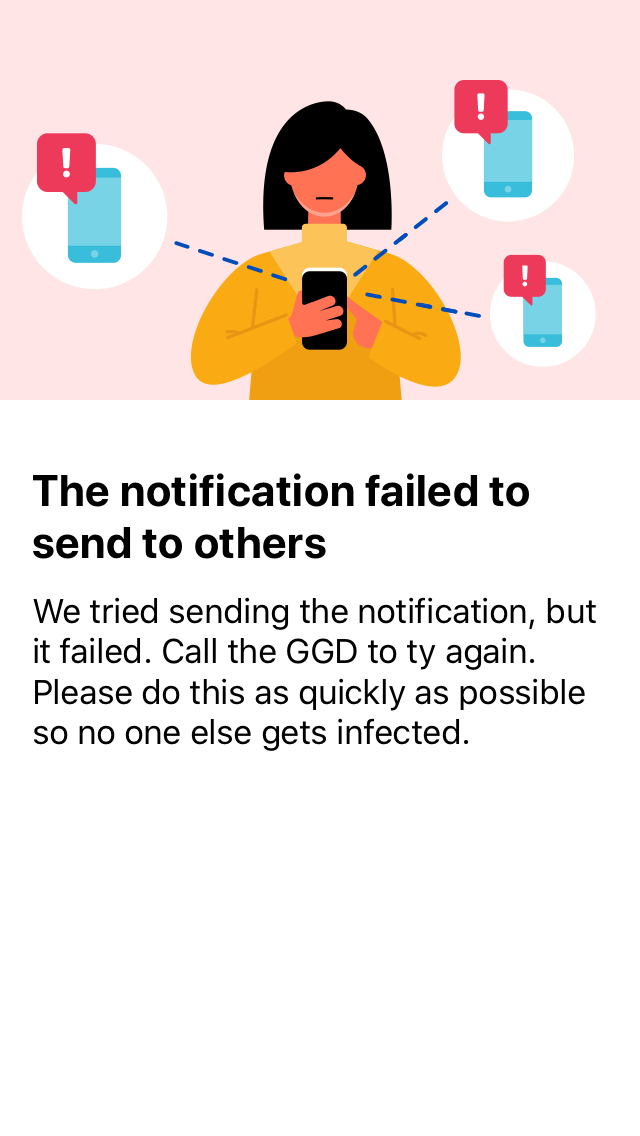 The notification failed to
send to others
We tried sending the notification, but
it failed. Call the GGD to ty again.
Please do this as quickly as possible
so no one else gets infected.